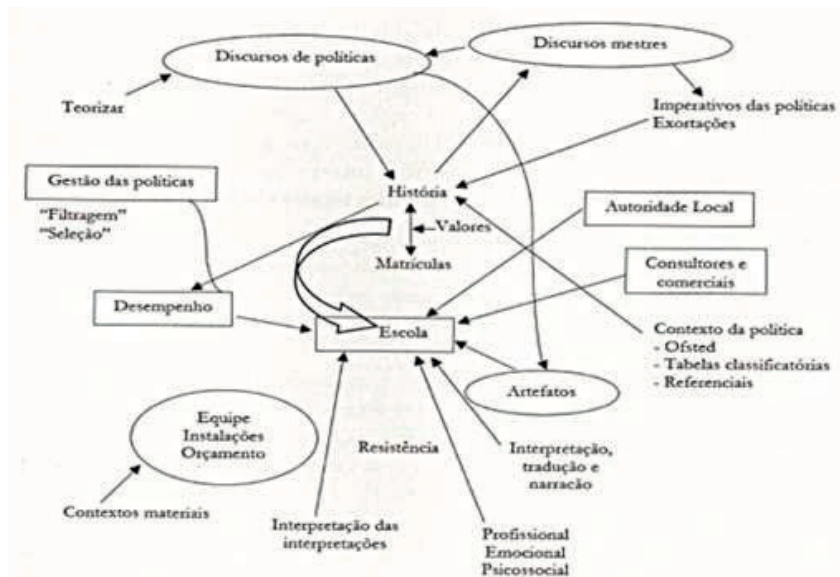 Discursos de políticas
Discursos mestres
Teorizar
Imperativos das políticas
Exortações
Gestão das políticas
“Filtragem”
“Seleção”
História
Valores
Matrículas
Autoridade Local
Consultores e
comerciais
Desempenho
Escola
Contexto da política
- Ofsted
- Tabelas classificatórias
- Referenciais
Artefatos
Equipe
Instalações
Orçamento
Resistência
Interpretação,
tradução e
narracão
Contextos materiais
Interpretação das
interpretações
Profissional
Emocional
Psicossocial